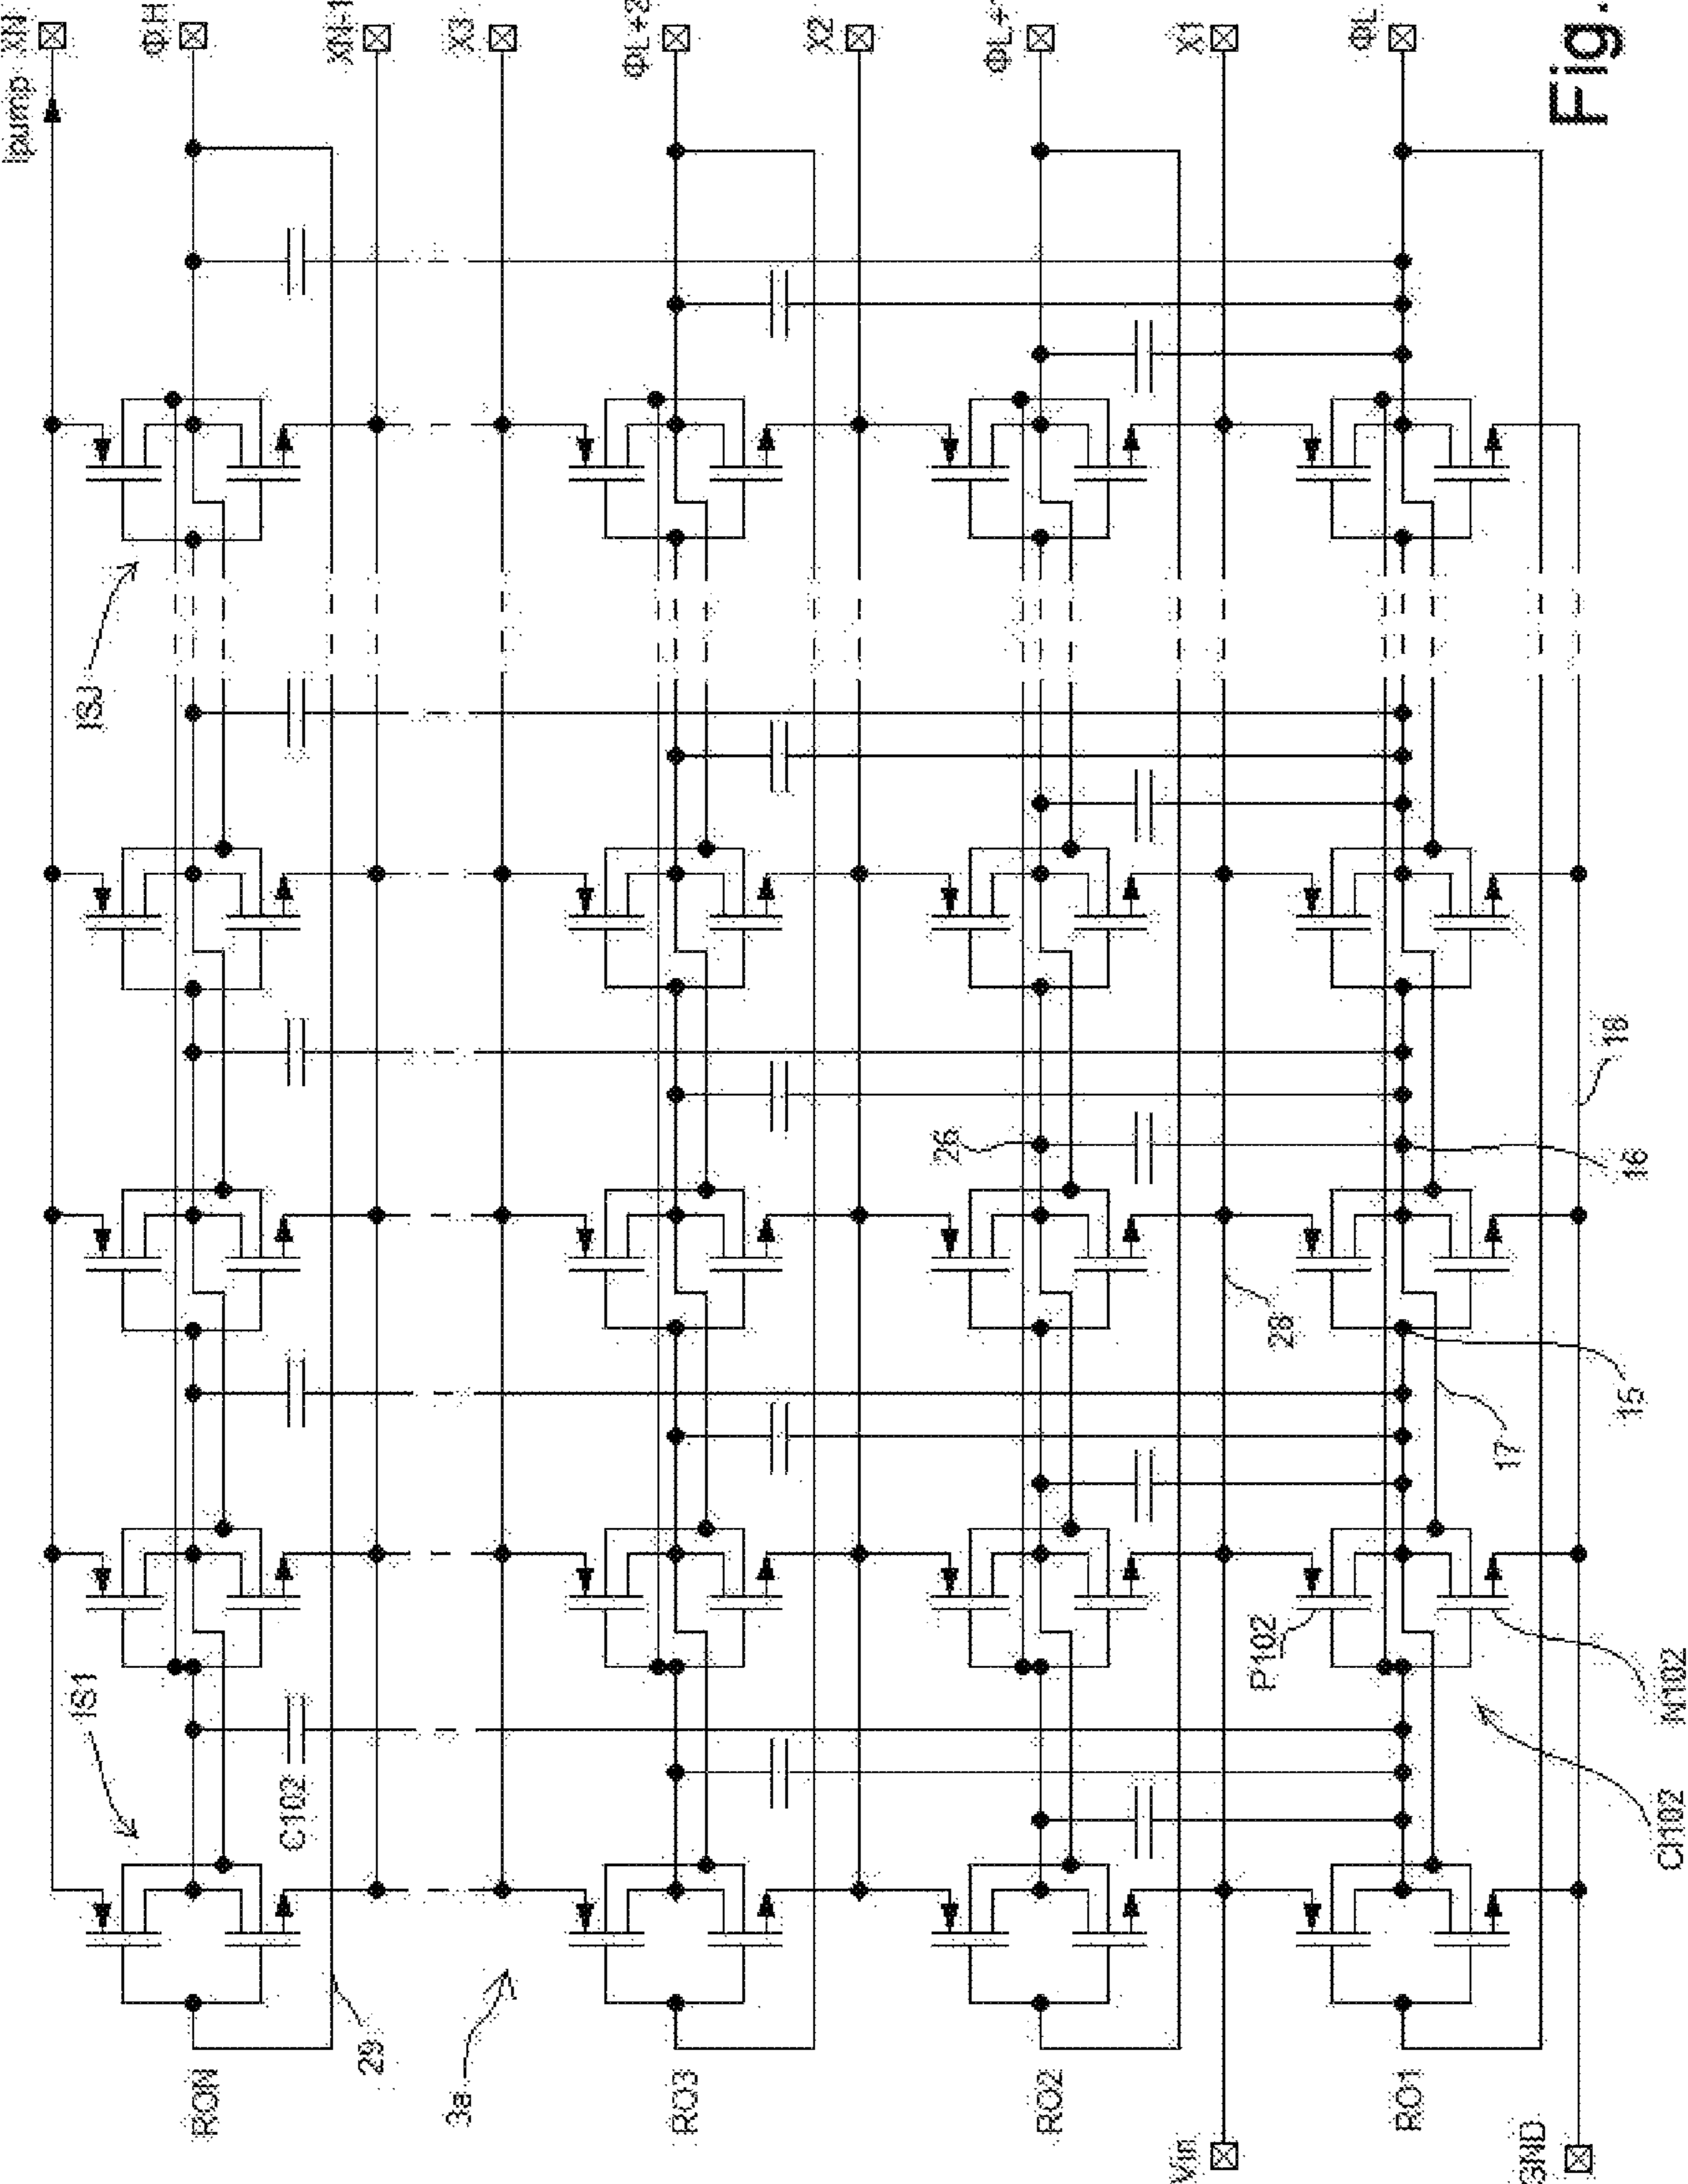 XN
Ipump
ΦH
XN-1
X3
ΦL+2
X2
ΦL+1
X1
ΦL
Fig.
ISJ
IS1
C102
29
3a
26
28
P102
N102
CI102
15
16
17
18
RON
RO3
RO2
RO1
Vin
GND